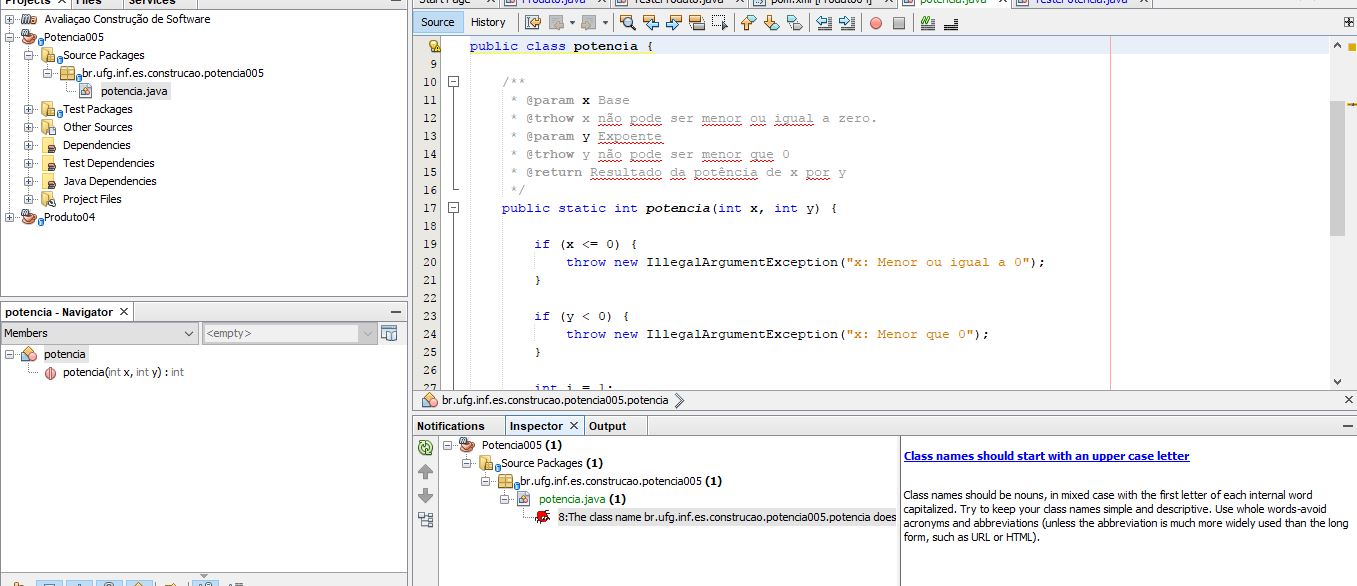 Projects × Files Services
Avaliaçao Construção de Software
Potencia005
Source Packages
br.ufg.inf.es.construcao.potencia005
potencia.java
Test Packages
Other Sources
Dependencies
Test Dependencies
Java Dependencies
Project Files
Produto04
potencia - Navigator ×
Members
<empty>
potencia
potencia(int x, int y) : int
Start Page Produto.java TesterProduto.java pom.xml [Produto001] potencia.java TesterPotencia.java
Source History
public class potencia {
9
10 /**
11 * @param x Base
12 * @trhow x não pode ser menor ou igual a zero.
13 * @param y Expoente
14 * @trhow y não pode ser menor que 0
15 * @return Resultado da potência de x por y
16 */
17 public static int potencia(int x, int y) {
18
19 if (x <= 0) {
20 throw new IllegalArgumentException("x: Menor ou igual a 0");
21 }
22
23 if (y < 0) {
24 throw new IllegalArgumentException("x: Menor que 0");
25 }
26
27 int i = 1;
br.ufg.inf.es.construcao.potencia005.potencia
Notifications Inspector × Output
Potencia005 (1)
Source Packages (1)
br.ufg.inf.es.construcao.potencia005 (1)
potencia.java (1)
8:The class name br.ufg.inf.es.construcao.potencia005.potencia does
Class names should start with an upper case letter
Class names should be nouns, in mixed case with the first letter of each internal word
capitalized. Try to keep your class names simple and descriptive. Use whole words-avoid
acronyms and abbreviations (unless the abbreviation is much more widely used than the long
form, such as URL or HTML).